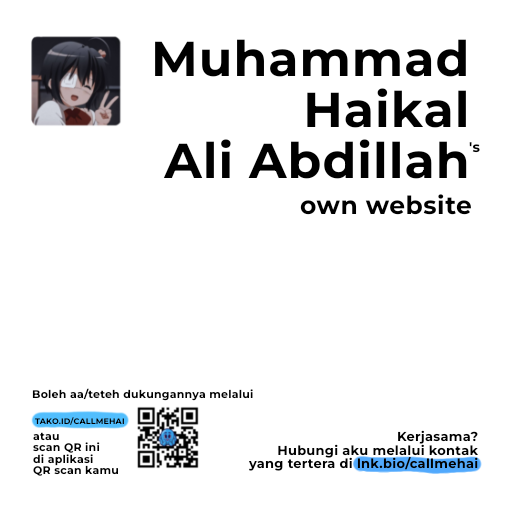 Muhammad
Haikal
Ali Abdillah's
own website
Boleh aa/teteh dukungannya melalui
TAKO.ID/CALLMEHAI
atau
scan QR ini
di aplikasi
QR scan kamu
Kerjasama?
Hubungi aku melalui kontak
yang tertera di lnk.bio/callmehai